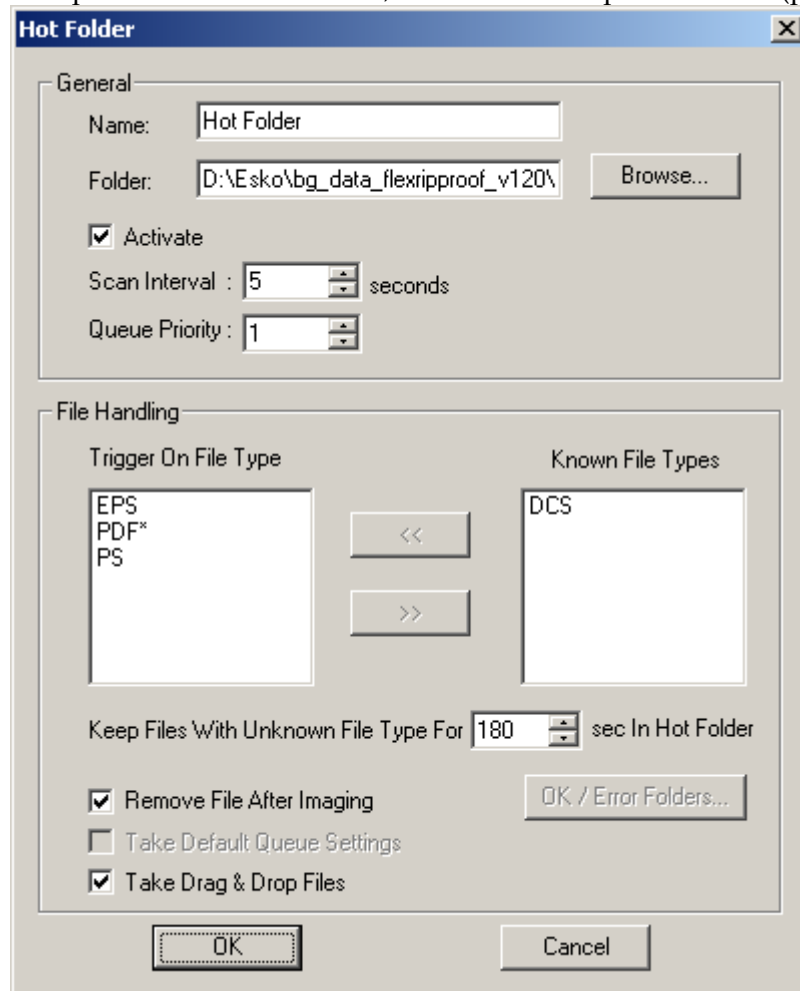 Hot Folder
General
Name: Hot Folder
Folder: D:\Esko\bg_data_flexripproof_v120\ Browse...
Activate
Scan Interval : 5 seconds
Queue Priority : 1
File Handling
Trigger On File Type Known File Types
EPS DCS
PDF*
PS
<<
>>
Keep Files With Unknown File Type For 180 sec In Hot Folder
Remove File After Imaging OK / Error Folders...
Take Default Queue Settings
Take Drag & Drop Files
OK Cancel